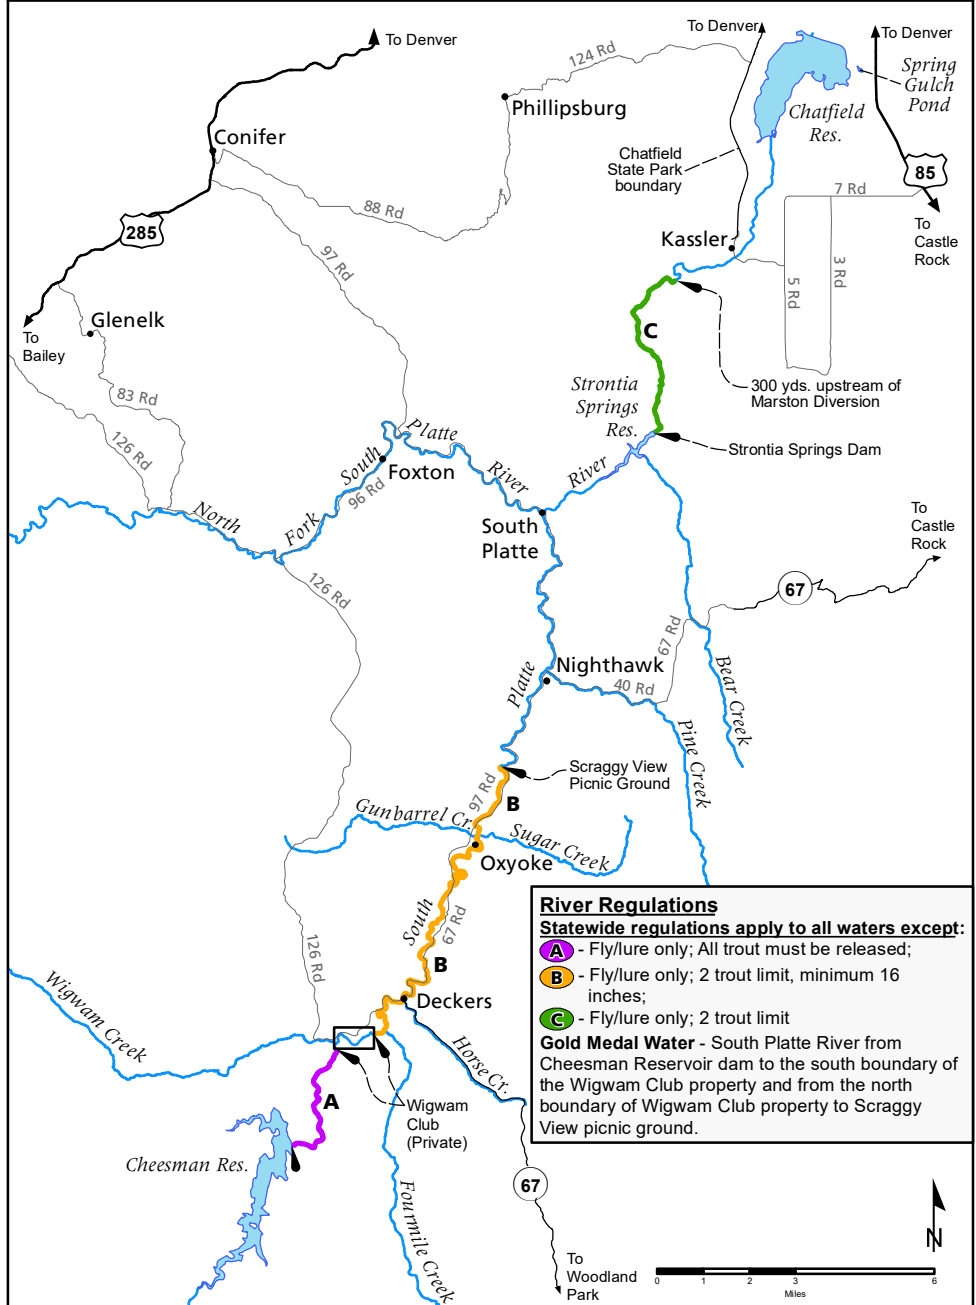 To Denver
To Denver
To Denver
124 Rd
Spring
Gulch
Pond
Phillipsburg
Chatfield
Res.
Conifer
Chatfield
State Park
boundary
85
7 Rd
88 Rd
285
97 Rd
Kassler
To
Castle
Rock
3 Rd
5 Rd
Glenelk
To
Bailey
C
300 yds. upstream of
Marston Diversion
Strontia
Springs
Res.
83 Rd
126 Rd
Platte
South
Foxton
96 Rd
River
River
Strontia Springs Dam
North
Fork
South
Platte
To
Castle
Rock
126 Rd
67
67 Rd
Nighthawk
40 Rd
Platte
Bear Creek
Pine Creek
Scraggy View
Picnic Ground
97 Rd
B
Gunbarrel Cr.
Sugar Creek
Oxyoke
South
67 Rd
126 Rd
B
Deckers
Wigwam Creek
Horse Cr.
A
Wigwam
Club
(Private)
Cheesman Res.
Fourmile Creek
67
To
Woodland
Park
River Regulations
Statewide regulations apply to all waters except:
A - Fly/lure only; All trout must be released;
B - Fly/lure only; 2 trout limit, minimum 16
inches;
C - Fly/lure only; 2 trout limit
Gold Medal Water - South Platte River from
Cheesman Reservoir dam to the south boundary of
the Wigwam Club property and from the north
boundary of Wigwam Club property to Scraggy
View picnic ground.
N
0 1 2 3 6
Miles